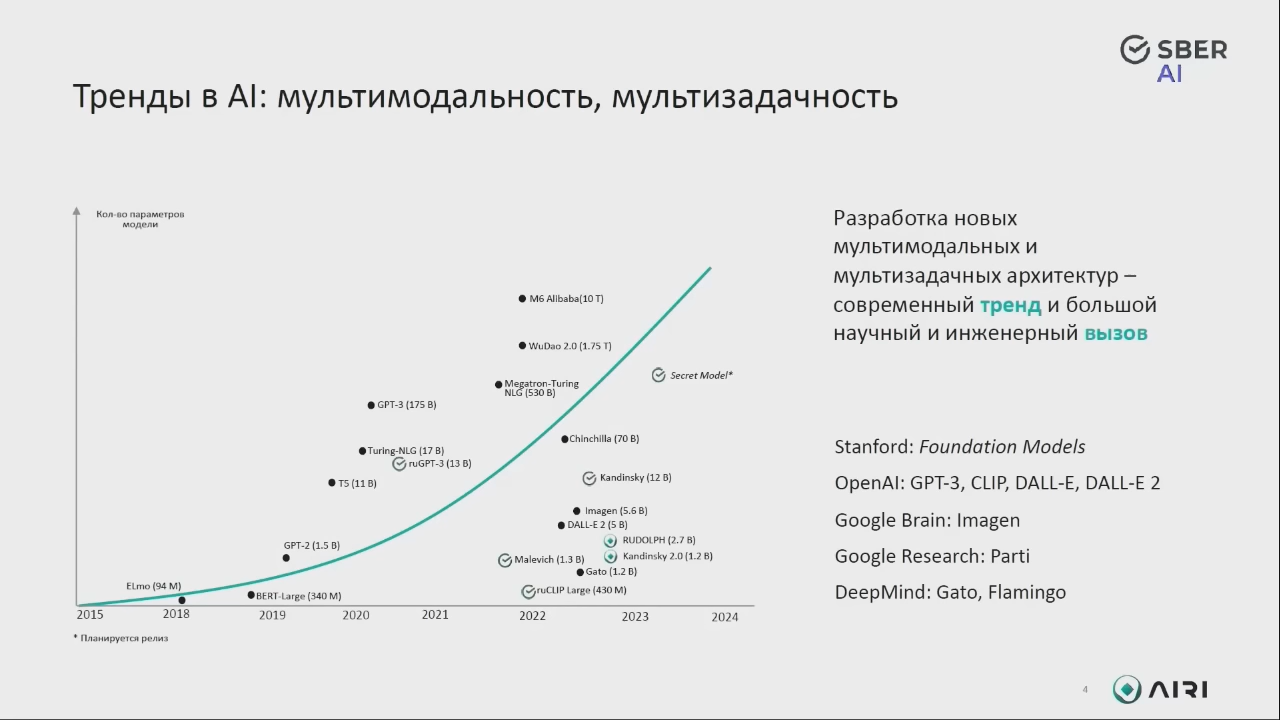 SBER
AI
Тренды в AI: мультимодальность, мультизадачность
Кол-во параметров
модели
M6 Alibaba(10 T)
WuDao 2.0 (1.75 T)
Megatron-Turing
NLG (530 B)
Secret Model*
GPT-3 (175 B)
Chinchilla (70 B)
Turing-NLG (17 B)
ruGPT-3 (13 B)
Kandinsky (12 B)
T5 (11 B)
Imagen (5.6 B)
DALL-E 2 (5 B)
RUDOLPH (2.7 B)
GPT-2 (1.5 B)
Kandinsky 2.0 (1.2 B)
Malevich (1.3 B)
Gato (1.2 B)
ELmo (94 M)
ruCLIP Large (430 M)
BERT-Large (340 M)
2015 2018 2019 2020 2021 2022 2023 2024
* Планируется релиз
Разработка новых
мультимодальных и
мультизадачных архитектур –
современный тренд и большой
научный и инженерный вызов
Stanford: Foundation Models
OpenAI: GPT-3, CLIP, DALL-E, DALL-E 2
Google Brain: Imagen
Google Research: Parti
DeepMind: Gato, Flamingo
4
AIRI